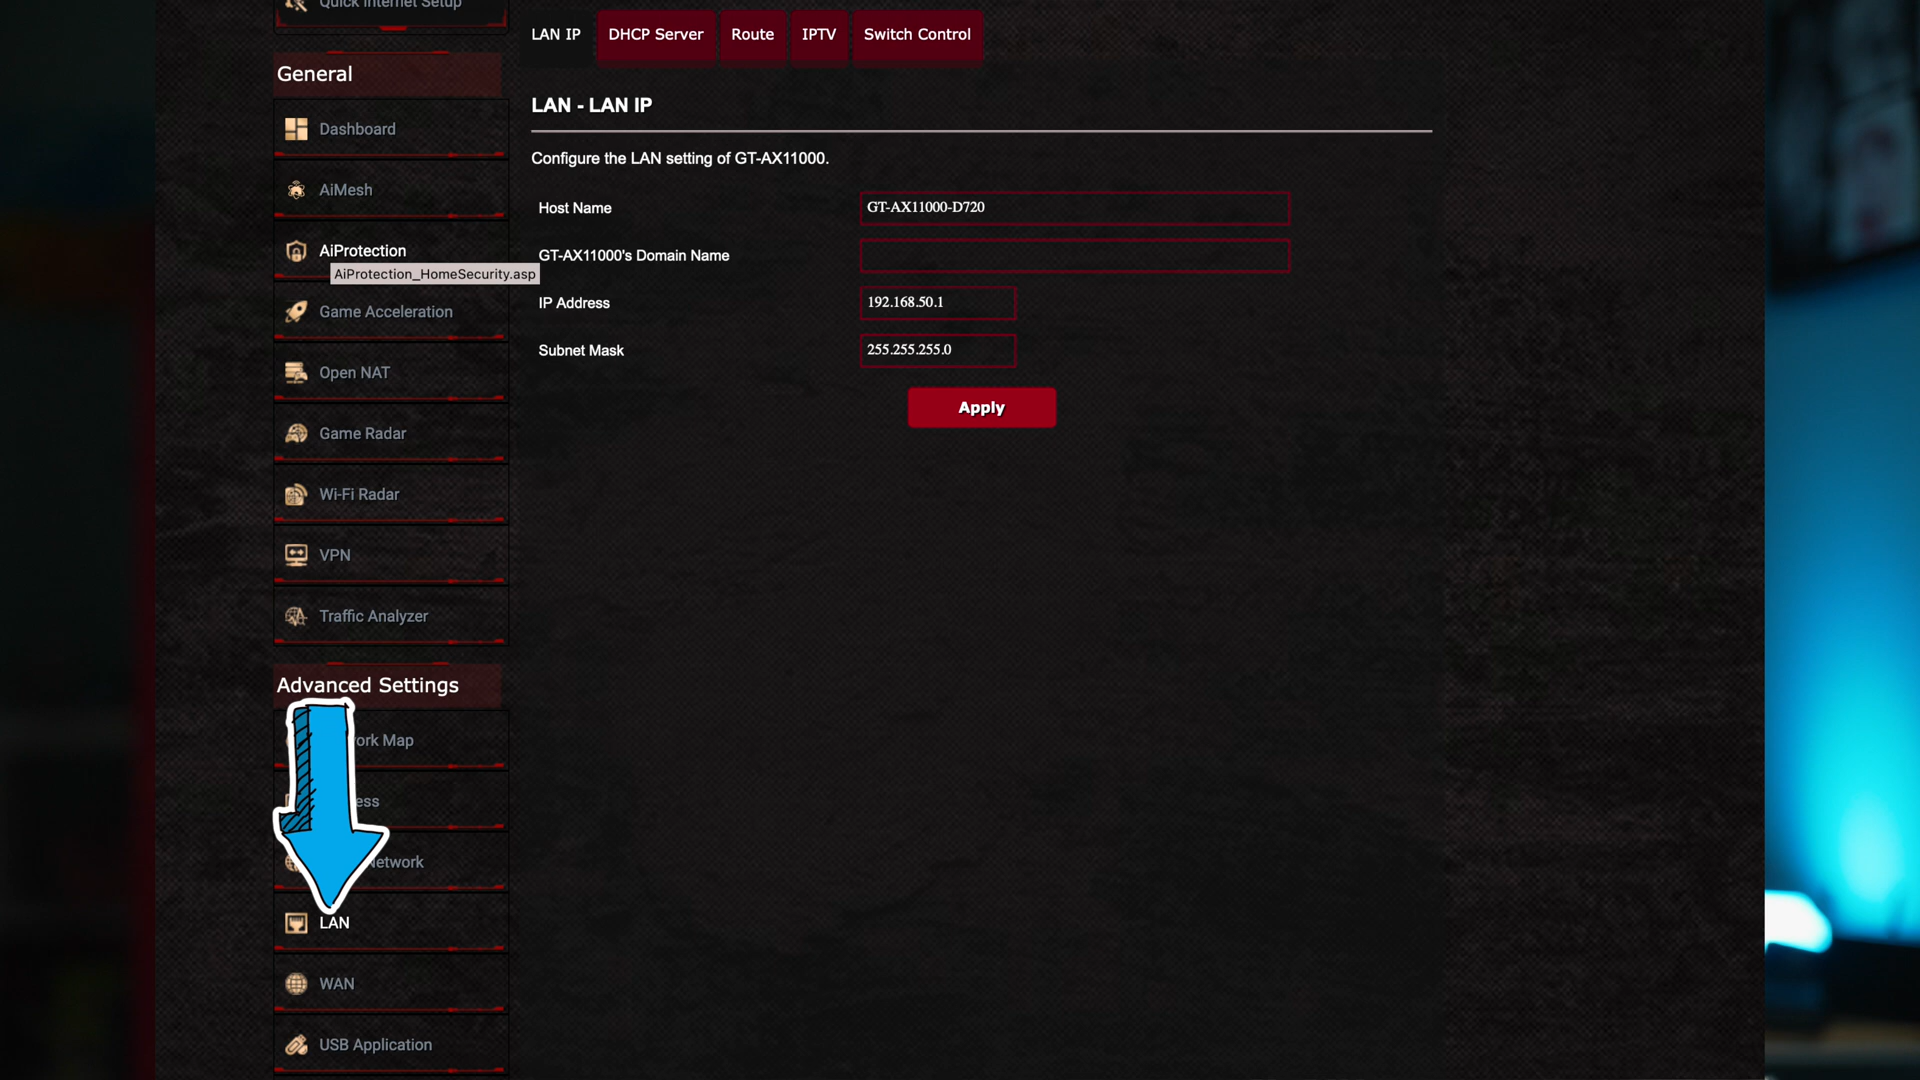 Quick Internet Setup
General
Dashboard
AiMesh
AiProtection
AiProtection_HomeSecurity.asp
Game Acceleration
Open NAT
Game Radar
Wi-Fi Radar
VPN
Traffic Analyzer
Advanced Settings
ork Map
ess
Network
LAN
WAN
USB Application
LAN IP
DHCP Server
Route
IPTV
Switch Control
LAN - LAN IP
Configure the LAN setting of GT-AX11000.
Host Name
GT-AX11000-D720
GT-AX11000's Domain Name
IP Address
192.168.50.1
Subnet Mask
255.255.255.0
Apply